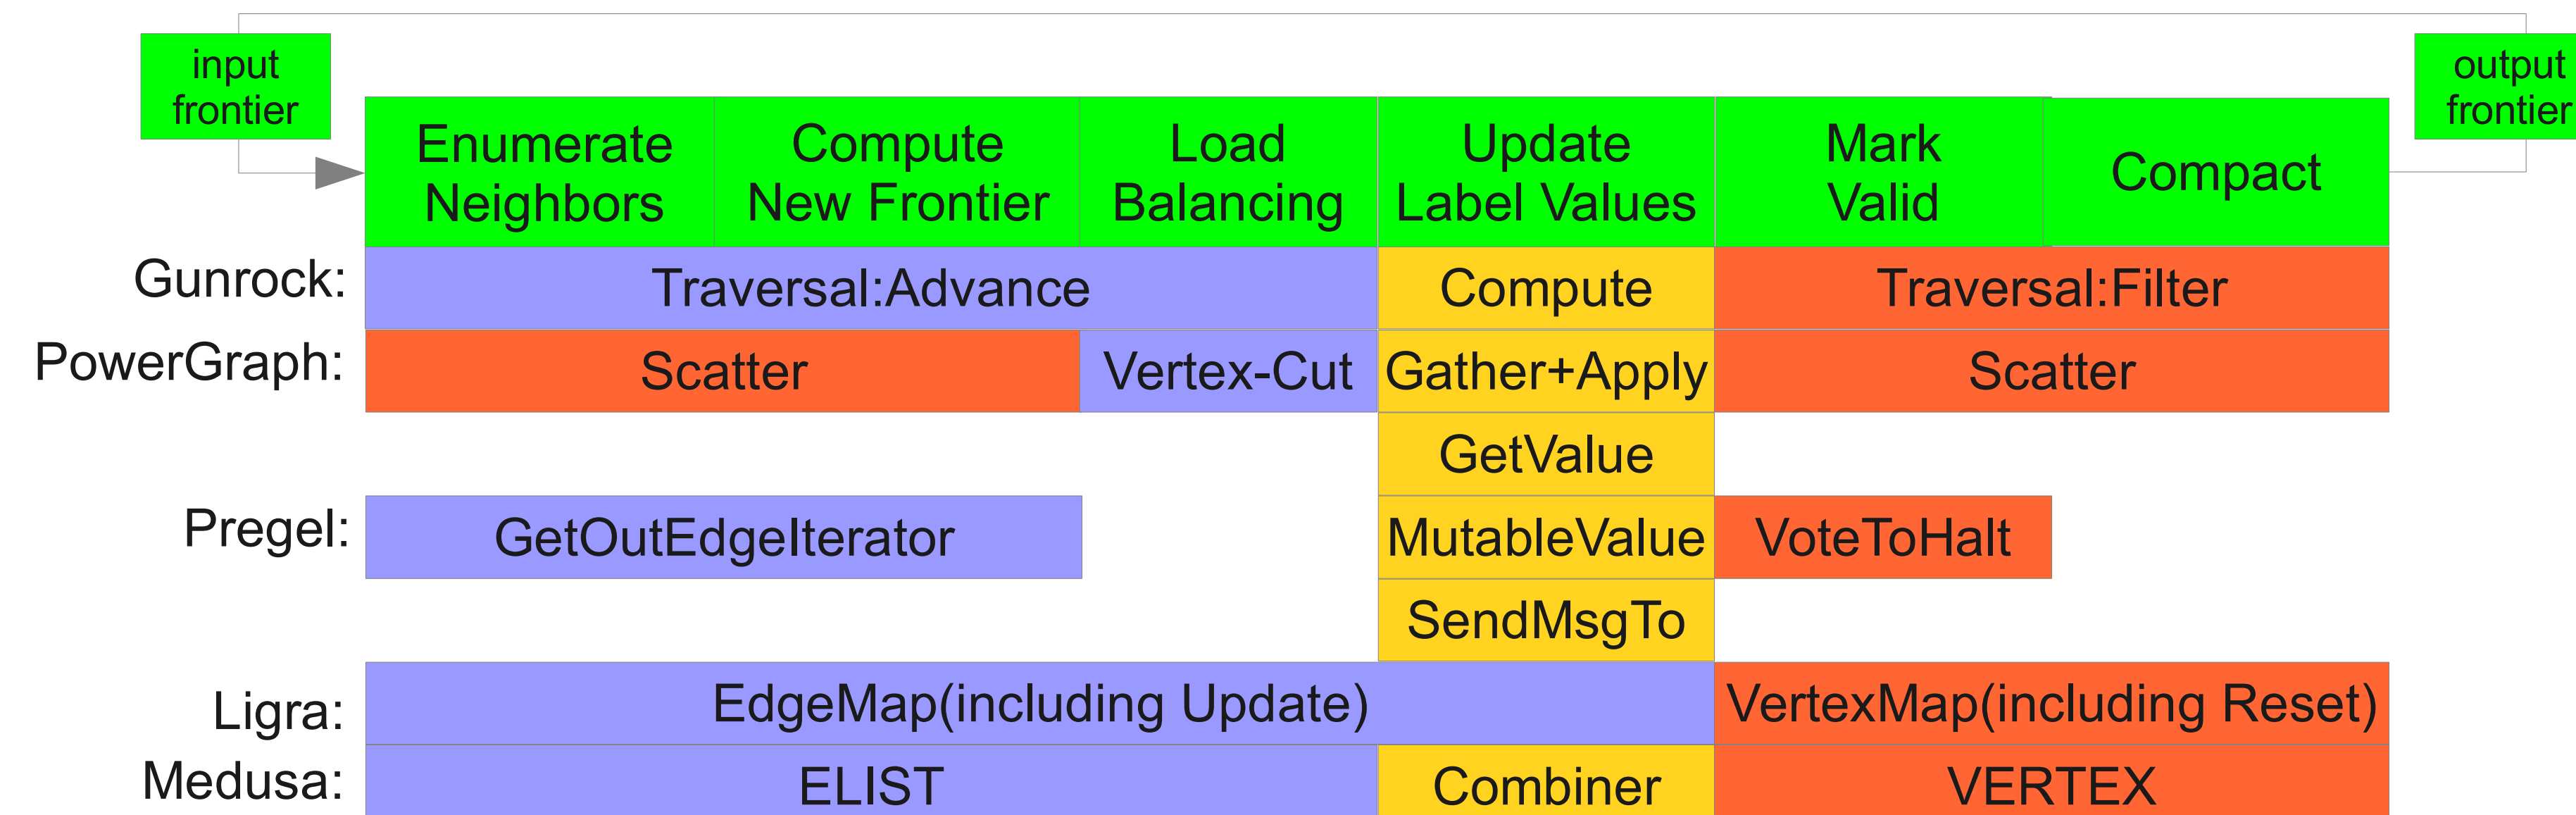 input
frontier
output
frontier
Enumerate
Neighbors
Compute
New Frontier
Load
Balancing
Update
Label Values
Mark
Valid
Compact
Gunrock:
Traversal:Advance
Compute
Traversal:Filter
PowerGraph:
Scatter
Vertex-Cut
Gather+Apply
Scatter
GetValue
Pregel:
GetOutEdgeIterator
MutableValue
VoteToHalt
SendMsgTo
Ligra:
EdgeMap(including Update)
VertexMap(including Reset)
Medusa:
ELIST
Combiner
VERTEX